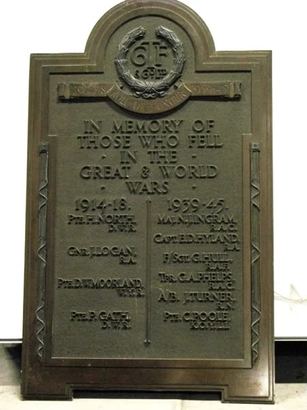 IN MEMORY OF
THOSE WHO FELL
IN THE
GREAT & WORLD
WARS
1914-18.
PTE. H. NORTH,
D.W.R.
GNR. J. LOGAN,
R.A.
PTE. D.W. MOORLAND,
W.Y.R.
PTE. P. GATH,
D.W.R.
1939-45.
MAJ. N. J. INGRAM,
R.A.C.
CAPT. E.D. HYLAND,
R.A.
F/SGT. G. HULL,
R.A.F.
TPR. G.A. PHELPS,
R.A.C.
A/B. J. TURNER,
R.N.
PTE. C. POOLE,
K.O.Y.L.I.